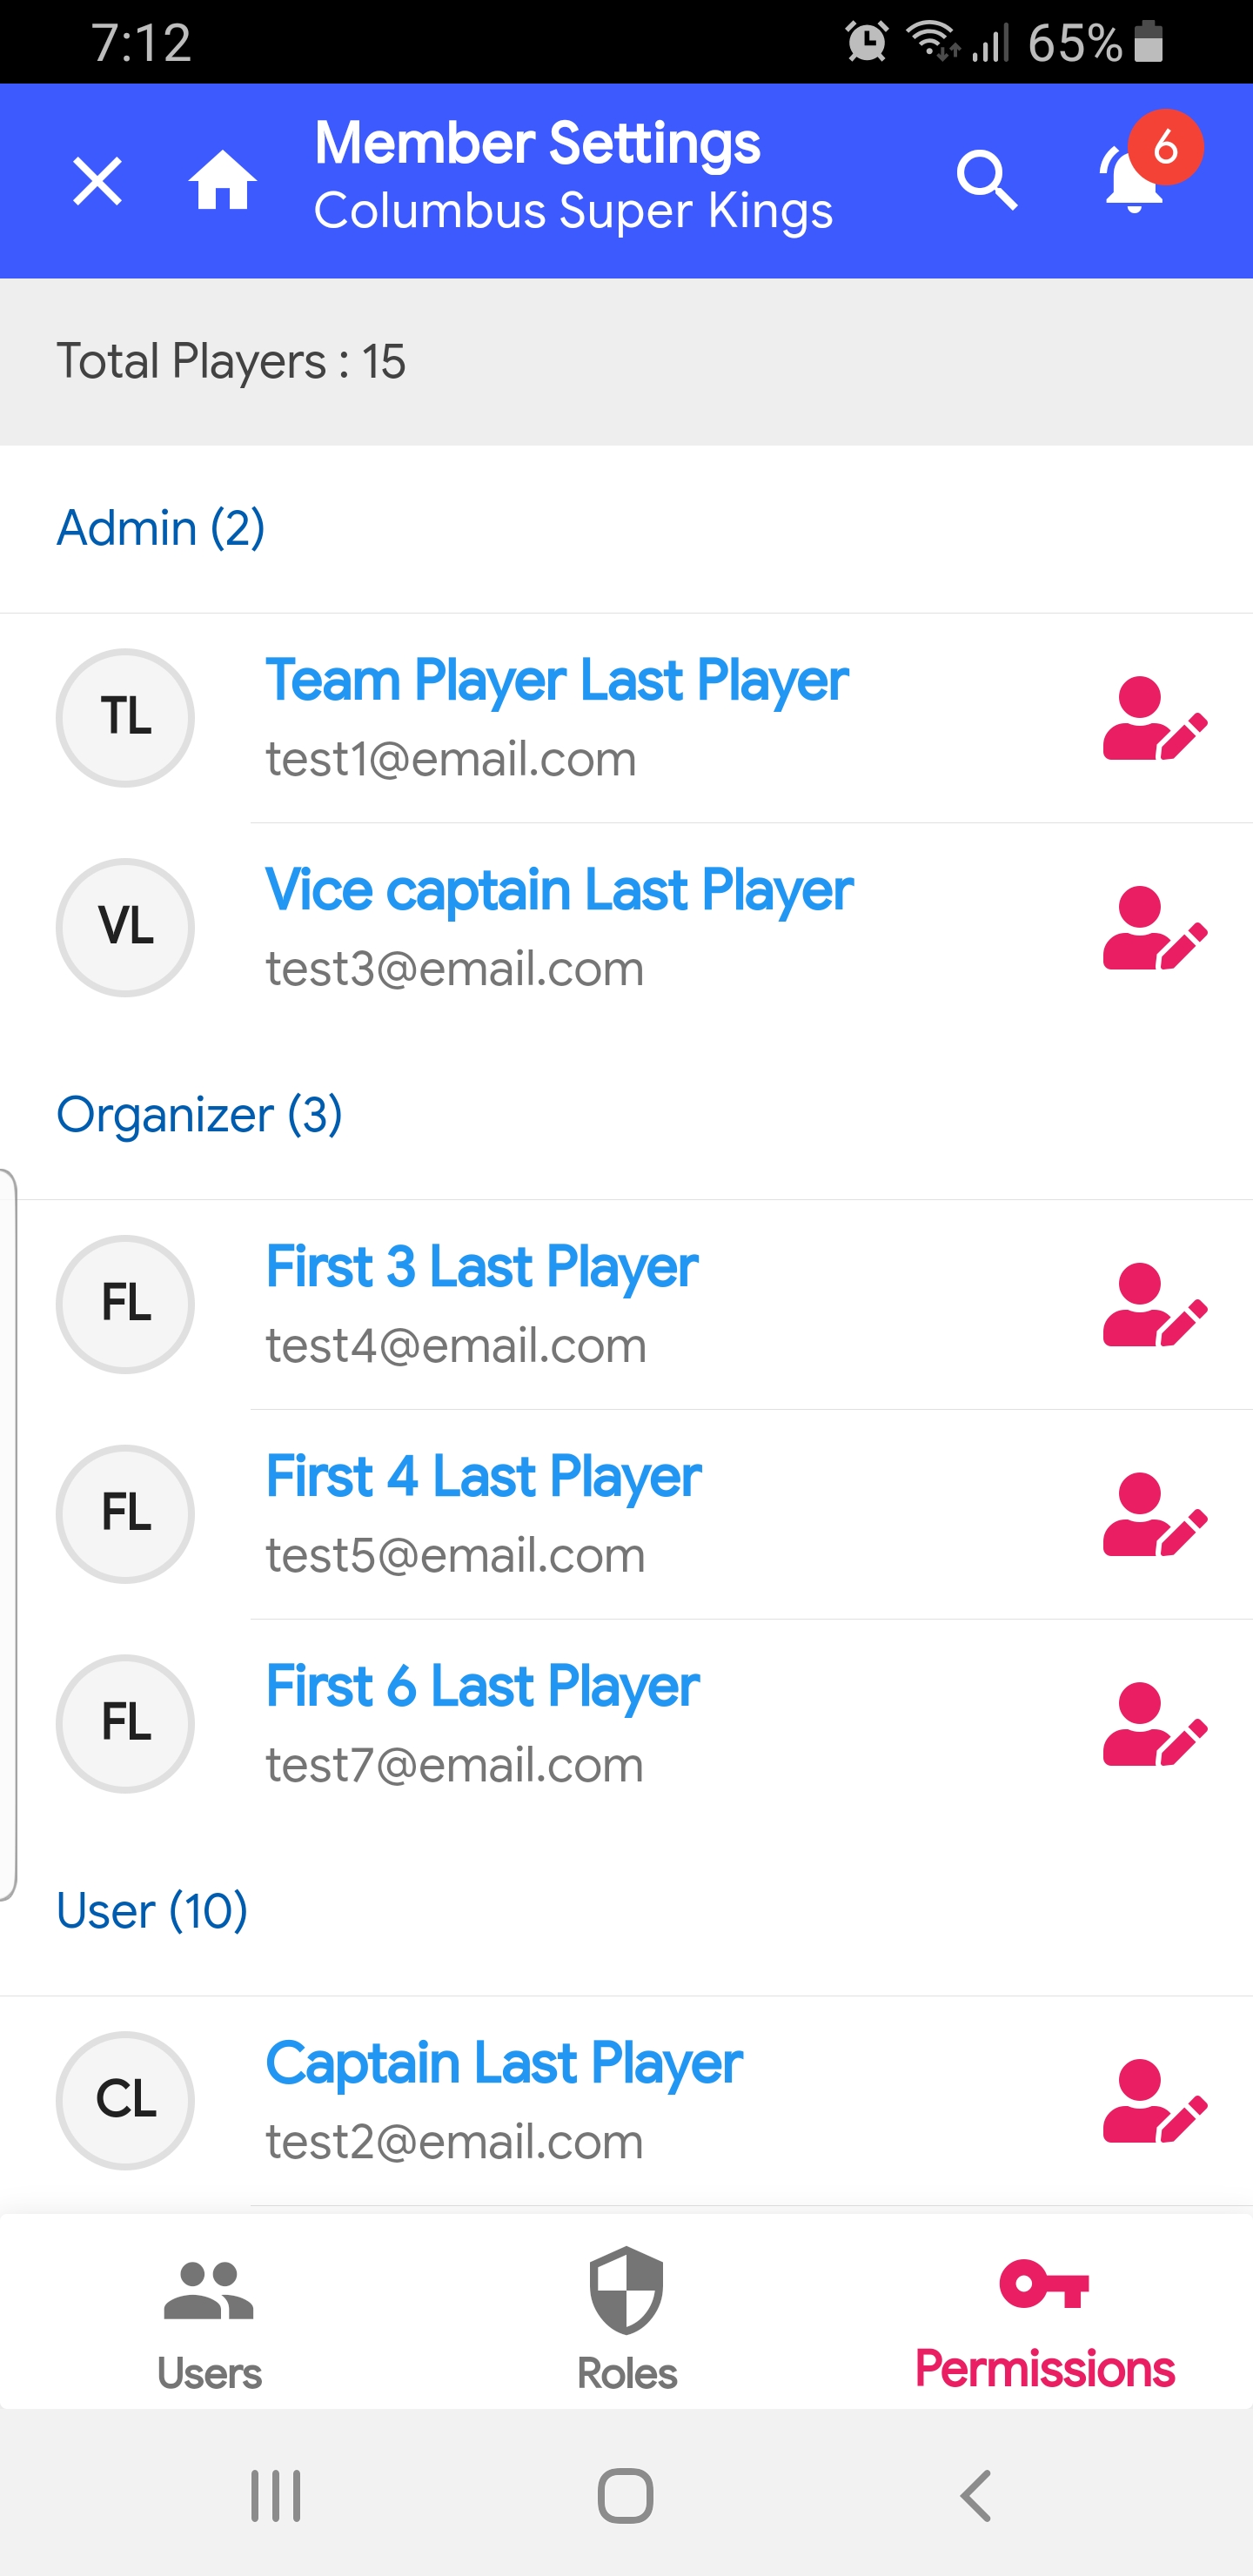 7:12 65%
Member Settings
Columbus Super Kings
6
Total Players : 15
Admin (2)
TL
Team Player Last Player
test1@email.com
VL
Vice captain Last Player
test3@email.com
Organizer (3)
FL
First 3 Last Player
test4@email.com
FL
First 4 Last Player
test5@email.com
FL
First 6 Last Player
test7@email.com
User (10)
CL
Captain Last Player
test2@email.com
Users
Roles
Permissions